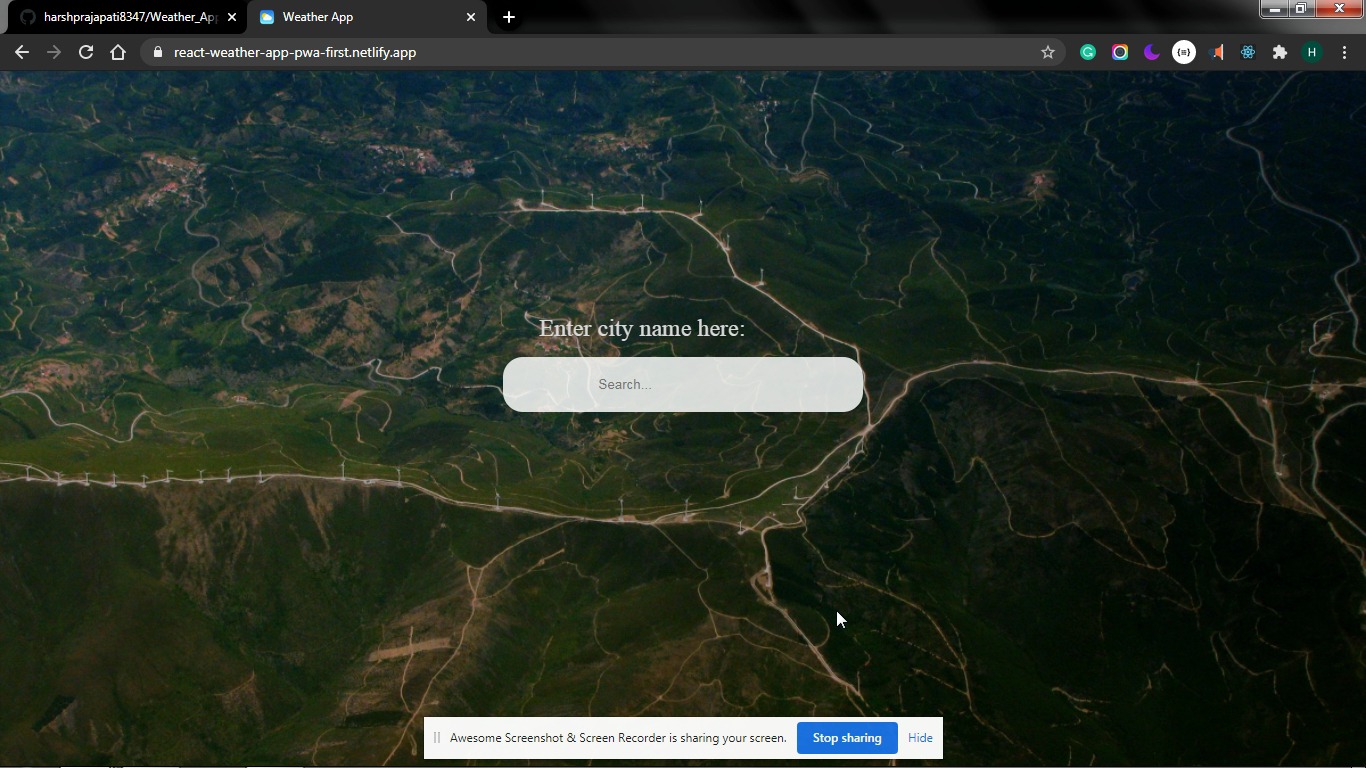 harshprajapati8347/Weather_App
Weather App
react-weather-app-pwa-first.netlify.app
H
Enter city name here:
Search...
Awesome Screenshot & Screen Recorder is sharing your screen.
Stop sharing
Hide